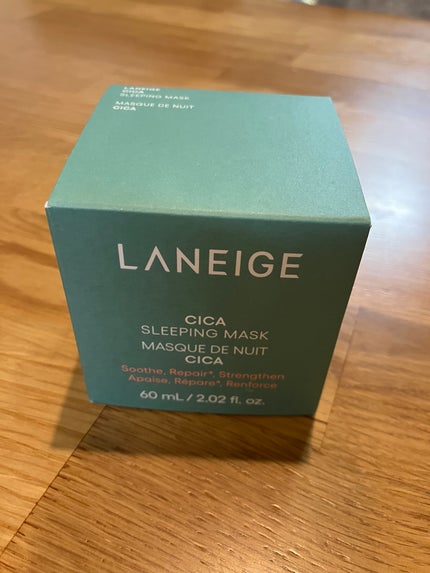 LANEIGE
CICA
SLEEPING MASK
MASQUE DE NUIT
CICA
LANEIGE
CICA
SLEEPING MASK
MASQUE DE NUIT
CICA
Soothe, Repair*, Strengthen
Apaise, Répare*, Renforce
60 mL / 2.02 fl. oz.